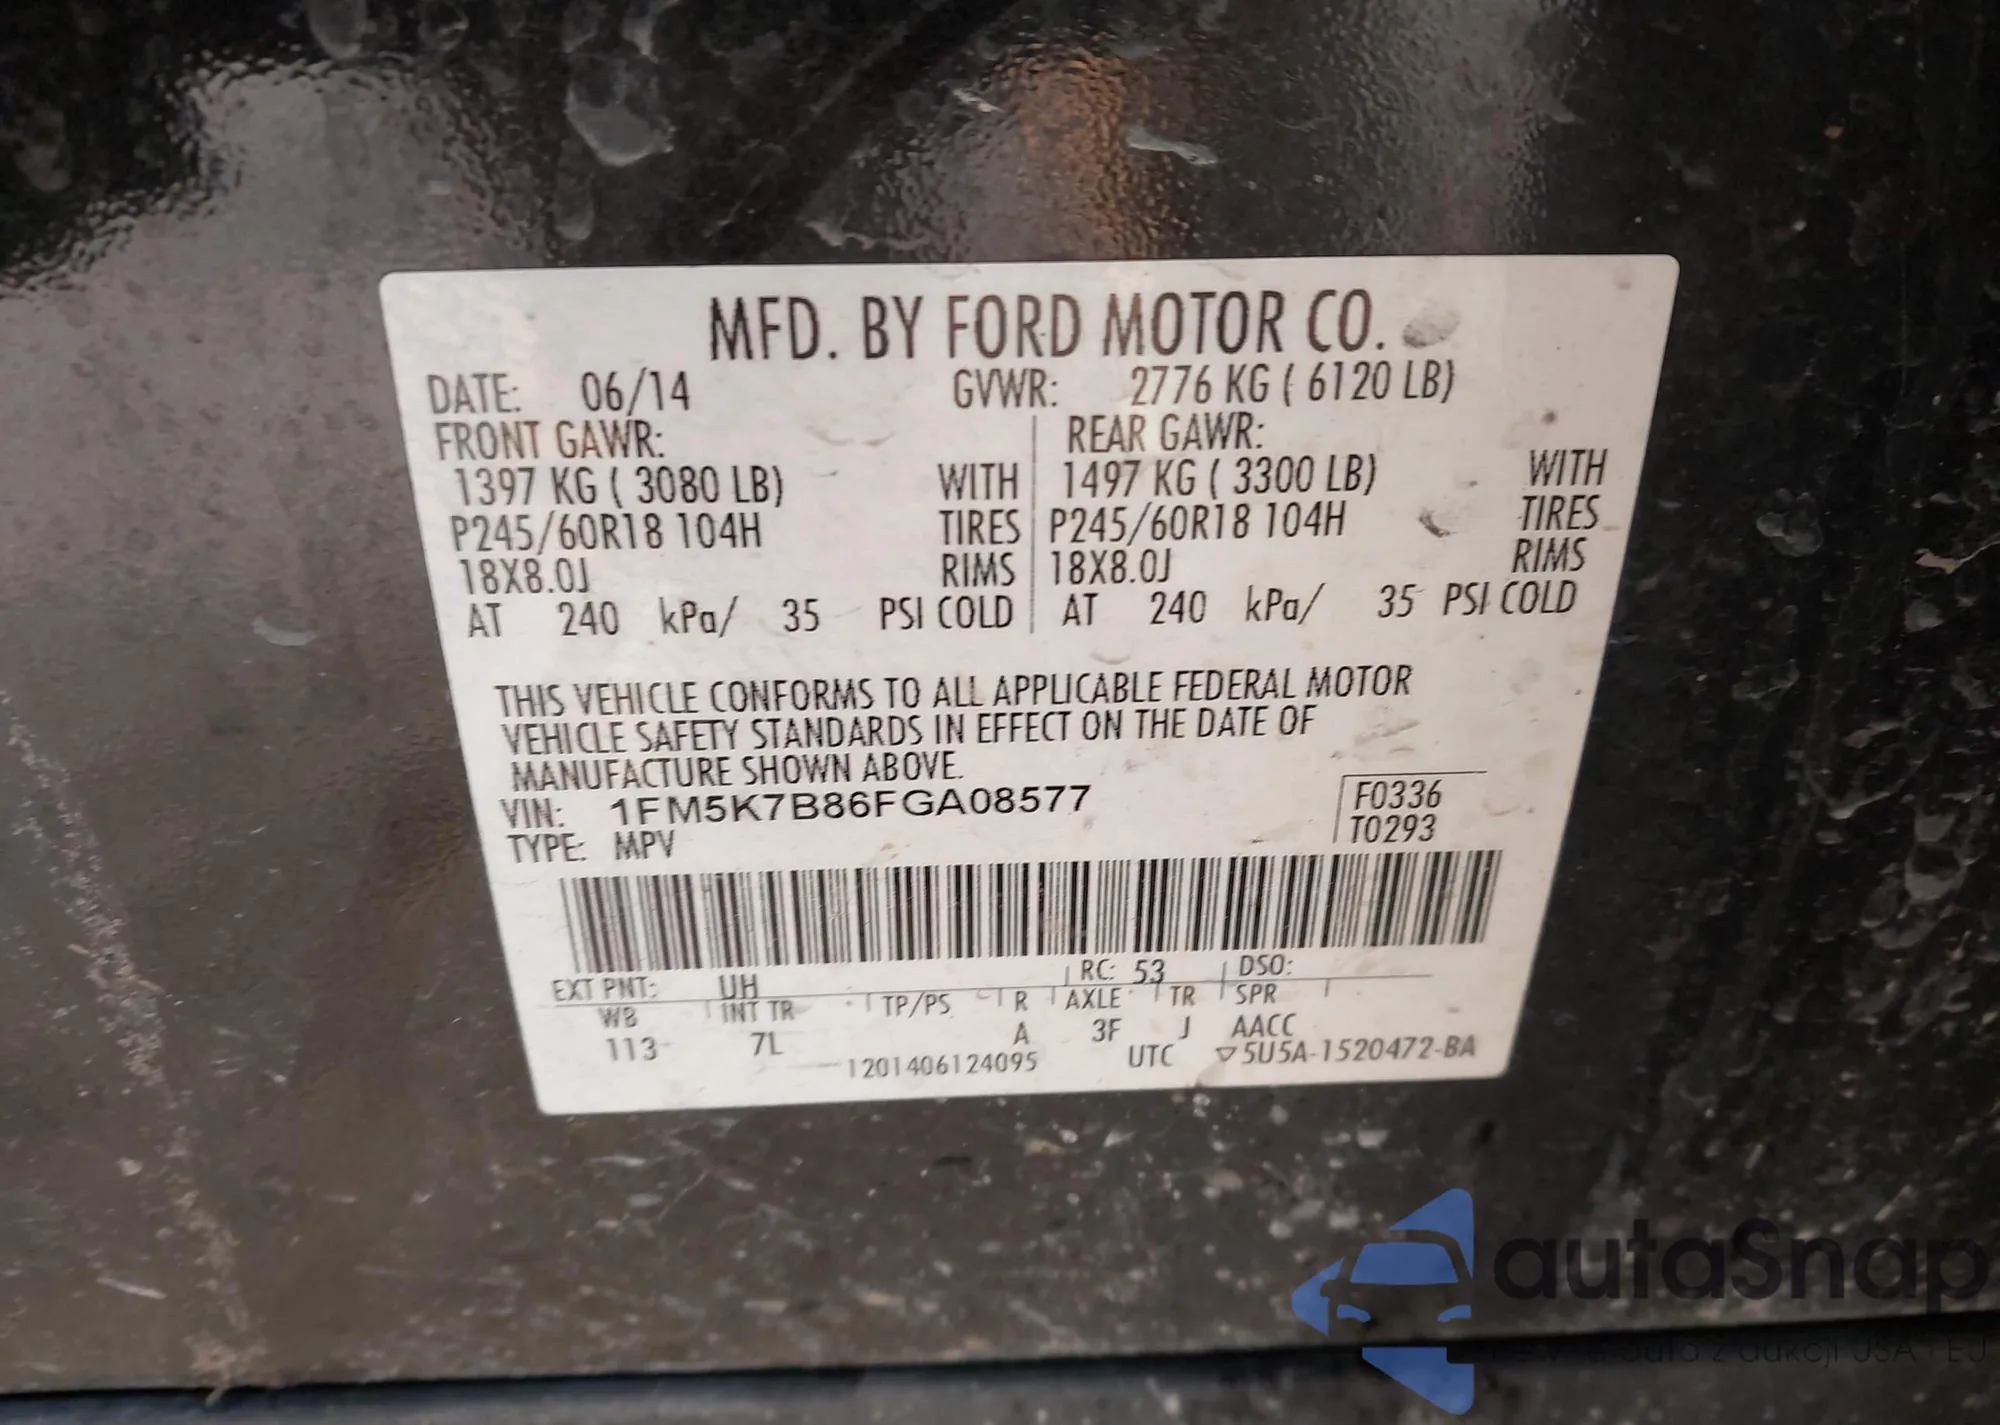 MFD. BY FORD MOTOR CO.
DATE: 06/14 GVWR: 2776 KG ( 6120 LB)
FRONT GAWR: REAR GAWR:
1397 KG ( 3080 LB) WITH 1497 KG ( 3300 LB) WITH
P245/60R18 104H TIRES P245/60R18 104H TIRES
18X8.0J RIMS 18X8.0J RIMS
AT 240 kPa/ 35 PSI COLD AT 240 kPa/ 35 PSI COLD
THIS VEHICLE CONFORMS TO ALL APPLICABLE FEDERAL MOTOR
VEHICLE SAFETY STANDARDS IN EFFECT ON THE DATE OF
MANUFACTURE SHOWN ABOVE.
VIN: 1FM5K7B86FGA08577 F0336
TYPE: MPV T0293
EXT PNT: UH RC: 53 DSO:
WB INT TR TP/PS R AXLE TR SPR
113 7L A 3F J AACC
1201406124095 UTC ▽5U5A-1520472-BA
autaSnap
auta z aukcji USA EU